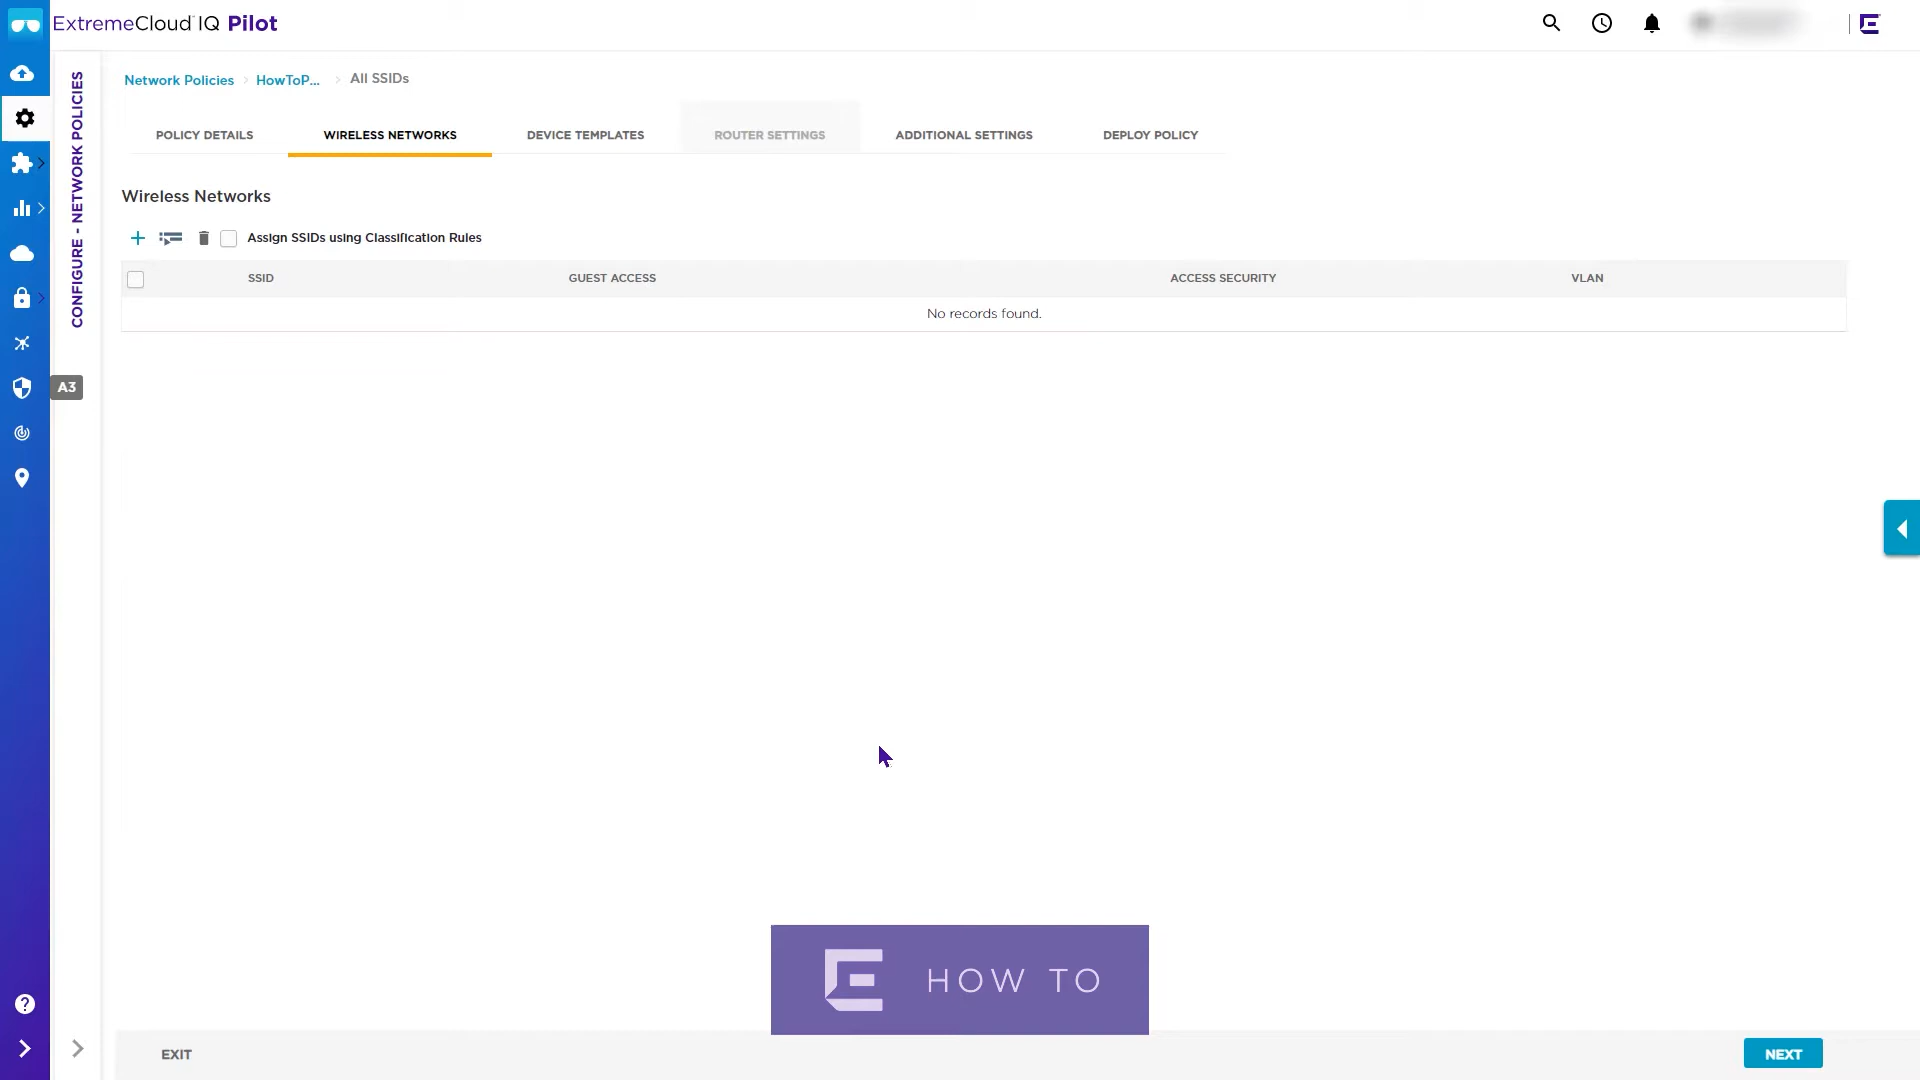 ExtremeCloud IQ Pilot
CONFIGURE - NETWORK POLICIES
Network Policies > HowToP... > All SSIDs
POLICY DETAILS WIRELESS NETWORKS DEVICE TEMPLATES ROUTER SETTINGS ADDITIONAL SETTINGS DEPLOY POLICY
Wireless Networks
Assign SSIDs using Classification Rules
SSID GUEST ACCESS ACCESS SECURITY VLAN
No records found.
A3
HOW TO
EXIT NEXT